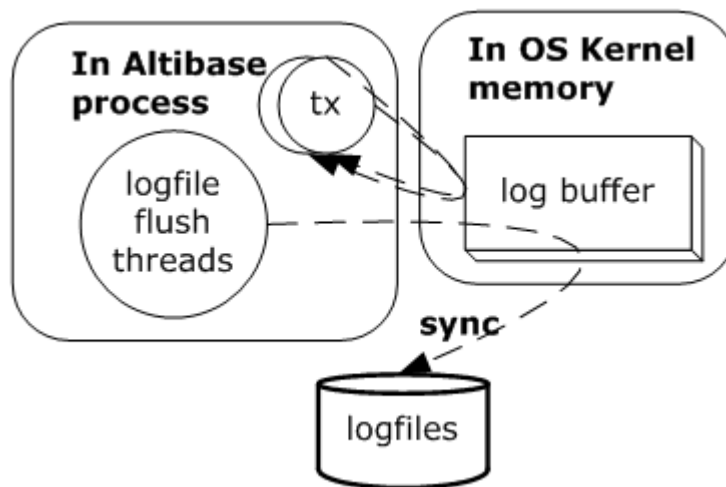 In Altibase
process
tx
logfile
flush
threads
In OS Kernel
memory
log buffer
sync
logfiles